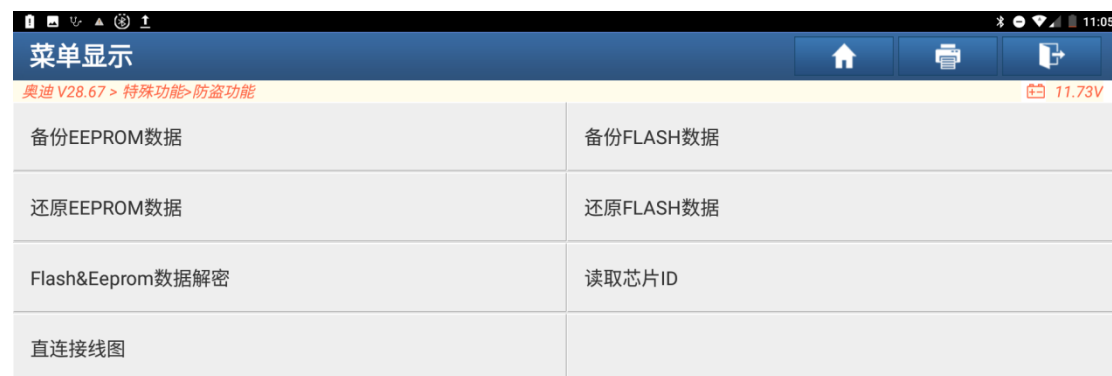 11:05
菜单显示
奥迪 V28.67 > 特殊功能>防盗功能
11.73V
备份EEPROM数据
备份FLASH数据
还原EEPROM数据
还原FLASH数据
Flash&Eeprom数据解密
读取芯片ID
直连接线图